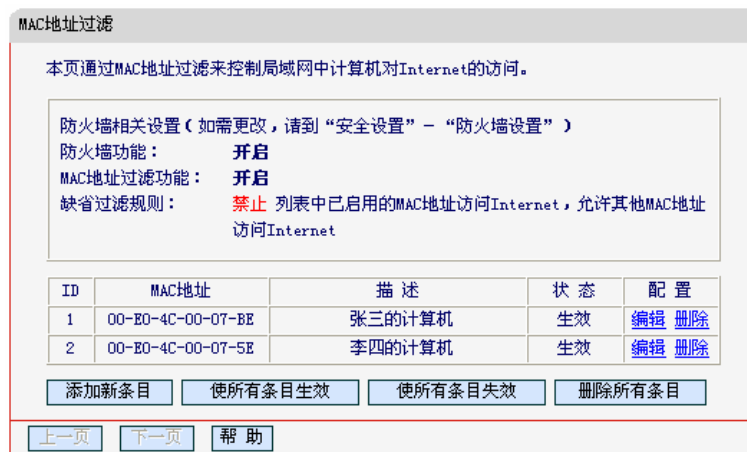 MAC地址过滤
本页通过MAC地址过滤来控制局域网中计算机对Internet的访问。
防火墙相关设置(如需更改,请到“安全设置”-“防火墙设置”)
防火墙功能: 开启
MAC地址过滤功能: 开启
缺省过滤规则: 禁止 列表中已启用的MAC地址访问Internet,允许其他MAC地址
访问Internet
ID MAC地址 描 述 状 态 配 置
1 00-E0-4C-00-07-BE 张三的计算机 生效 编辑 删除
2 00-E0-4C-00-07-5E 李四的计算机 生效 编辑 删除
添加新条目 使所有条目生效 使所有条目失效 删除所有条目
上一页 下一页 帮 助